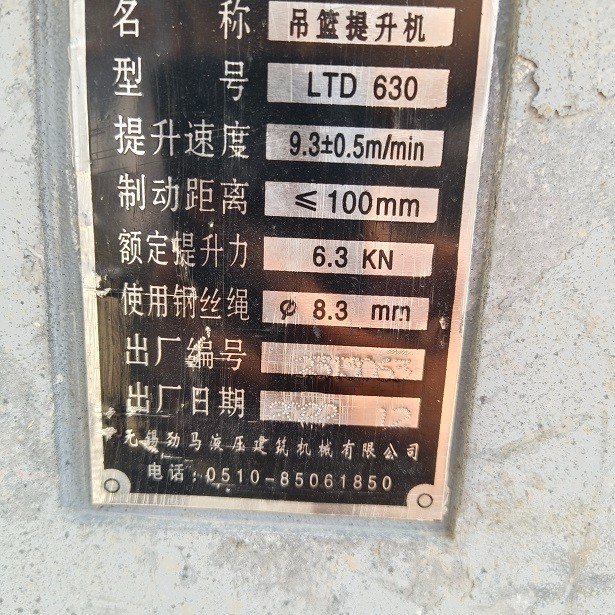 名 称 吊篮提升机
型 号 LTD 630
提升速度 9.3±0.5m/min
制动距离 ≤100mm
额定提升力 6.3 KN
使用钢丝绳 ø 8.3 mm
出厂编号
出厂日期
无锡劲马液压建筑机械有限公司
电话:0510-85061850